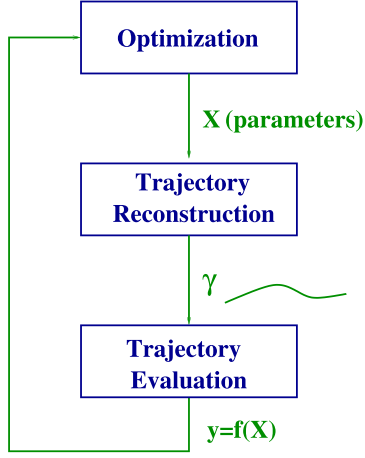 Optimization
X (parameters)
Trajectory
Reconstruction
γ
Trajectory
Evaluation
y=f(X)